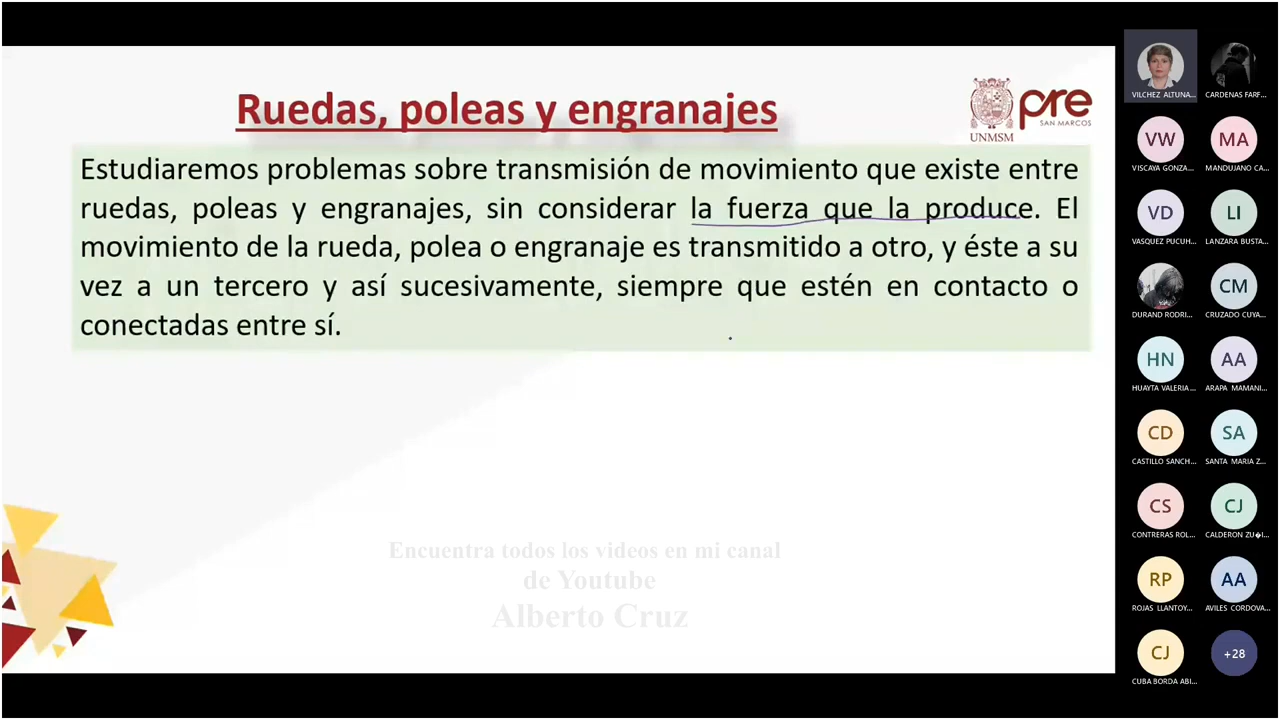 Ruedas, poleas y engranajes
UNMSM
pre
SAN MARCOS
Estudiaremos problemas sobre transmisión de movimiento que existe entre
ruedas, poleas y engranajes, sin considerar la fuerza que la produce. El
movimiento de la rueda, polea o engranaje es transmitido a otro, y éste a su
vez a un tercero y así sucesivamente, siempre que estén en contacto o
conectadas entre sí.
Encuentra todos los videos en mi canal
de Youtube
Alberto Cruz
VILCHEZ ALTUNA...
CARDENAS FARF...
VW
MA
VISCAYA GONZA...
MANDUJANO CA...
VD
LI
VASQUEZ PUCUH...
LANZARA BUSTA...
CM
DURAND RODRI...
CRUZADO CUYA...
HN
AA
HUAYTA VALERIA...
ARAPA MAMANI...
CD
SA
CASTILLO SANCH...
SANTA MARIA Z...
CS
CJ
CONTRERAS ROL...
CALDERON ZU�I...
RP
AA
ROJAS LLANTOY...
AVILES CORDOVA...
CJ
+28
CUBA BORDA ABI...